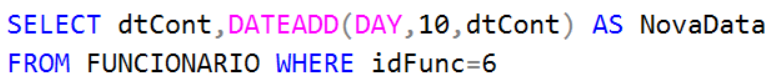 SELECT dtCont,DATEADD(DAY,10,dtCont) AS NovaData
FROM FUNCIONARIO WHERE idFunc=6